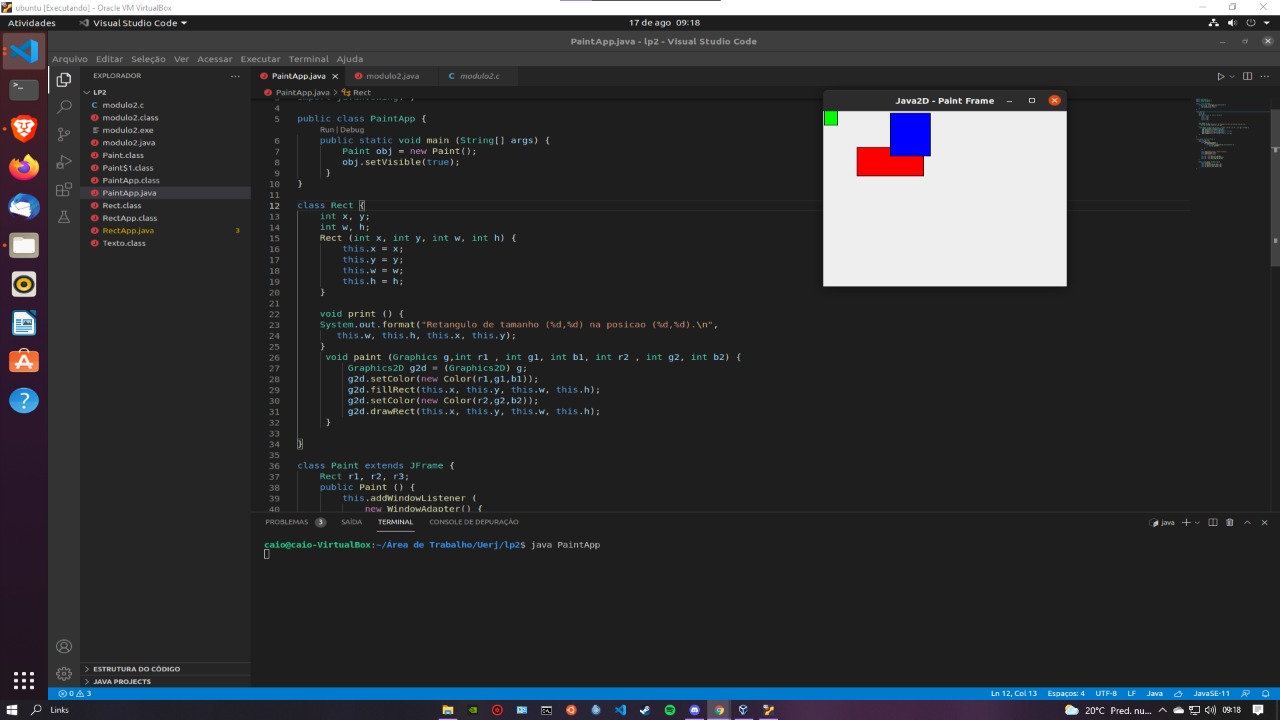 ubuntu [Executando] - Oracle VM VirtualBox
Atividades
Visual Studio Code
17 de ago 09:18
PaintApp.java - lp2 - Visual Studio Code
Arquivo Editar Seleção Ver Acessar Executar Terminal Ajuda
EXPLORADOR
LP2
modulo2.c
modulo2.class
modulo2.exe
modulo2.java
Paint.class
Paint$1.class
PaintApp.class
PaintApp.java
Rect.class
RectApp.class
RectApp.java 3
Texto.class
ESTRUTURA DO CÓDIGO
JAVA PROJECTS
PaintApp.java modulo2.java modulo2.c
PaintApp.java > Rect
4
5 public class PaintApp {
Run | Debug
6 public static void main (String[] args) {
7 Paint obj = new Paint();
8 obj.setVisible(true);
9 }
10 }
11
12 class Rect {
13 int x, y;
14 int w, h;
15 Rect (int x, int y, int w, int h) {
16 this.x = x;
17 this.y = y;
18 this.w = w;
19 this.h = h;
20 }
21
22 void print () {
23 System.out.format("Retangulo de tamanho (%d,%d) na posicao (%d,%d).\n",
24 this.w, this.h, this.x, this.y);
25 }
26 void paint (Graphics g,int r1 , int g1, int b1, int r2 , int g2, int b2) {
27 Graphics2D g2d = (Graphics2D) g;
28 g2d.setColor(new Color(r1,g1,b1));
29 g2d.fillRect(this.x, this.y, this.w, this.h);
30 g2d.setColor(new Color(r2,g2,b2));
31 g2d.drawRect(this.x, this.y, this.w, this.h);
32 }
33
34 }
35
36 class Paint extends JFrame {
37 Rect r1, r2, r3;
38 public Paint () {
39 this.addWindowListener (
40 new WindowAdapter() {
Java2D - Paint Frame
PROBLEMAS 3 SAÍDA TERMINAL CONSOLE DE DEPURAÇÃO
java
caio@caio-VirtualBox:~/Área de Trabalho/Uerj/lp2$ java PaintApp
0 3
Ln 12, Col 13 Espaços: 4 UTF-8 LF Java JavaSE-11
Links
20°C Pred. nu... 09:18